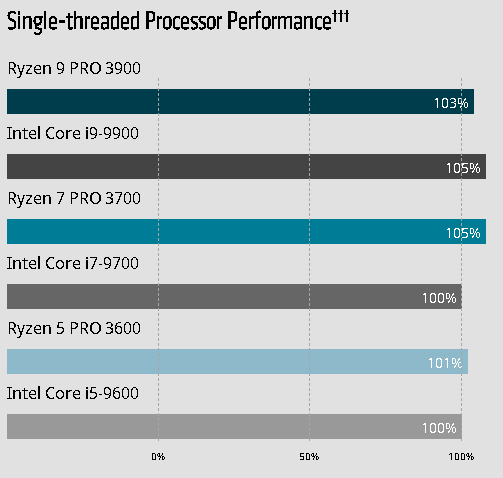 Single-threaded Processor Performance†††
Ryzen 9 PRO 3900
103%
Intel Core i9-9900
105%
Ryzen 7 PRO 3700
105%
Intel Core i7-9700
100%
Ryzen 5 PRO 3600
101%
Intel Core i5-9600
100%
0% 50% 100%